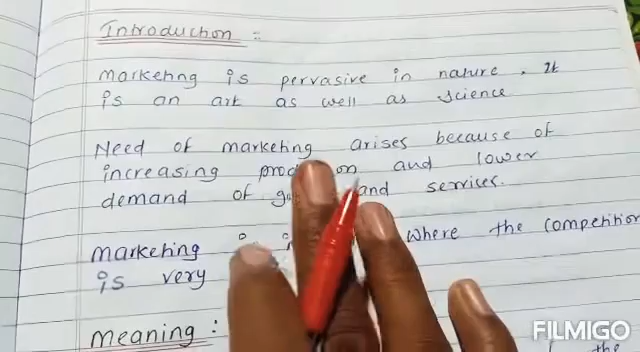 Introduction :-
Marketing is pervasive in nature. It
is an art as well as science
Need of marketing arises because of
increasing and lower
demand of and services.
Marketing where the competition
is very
Meaning :
the
FILMIGO